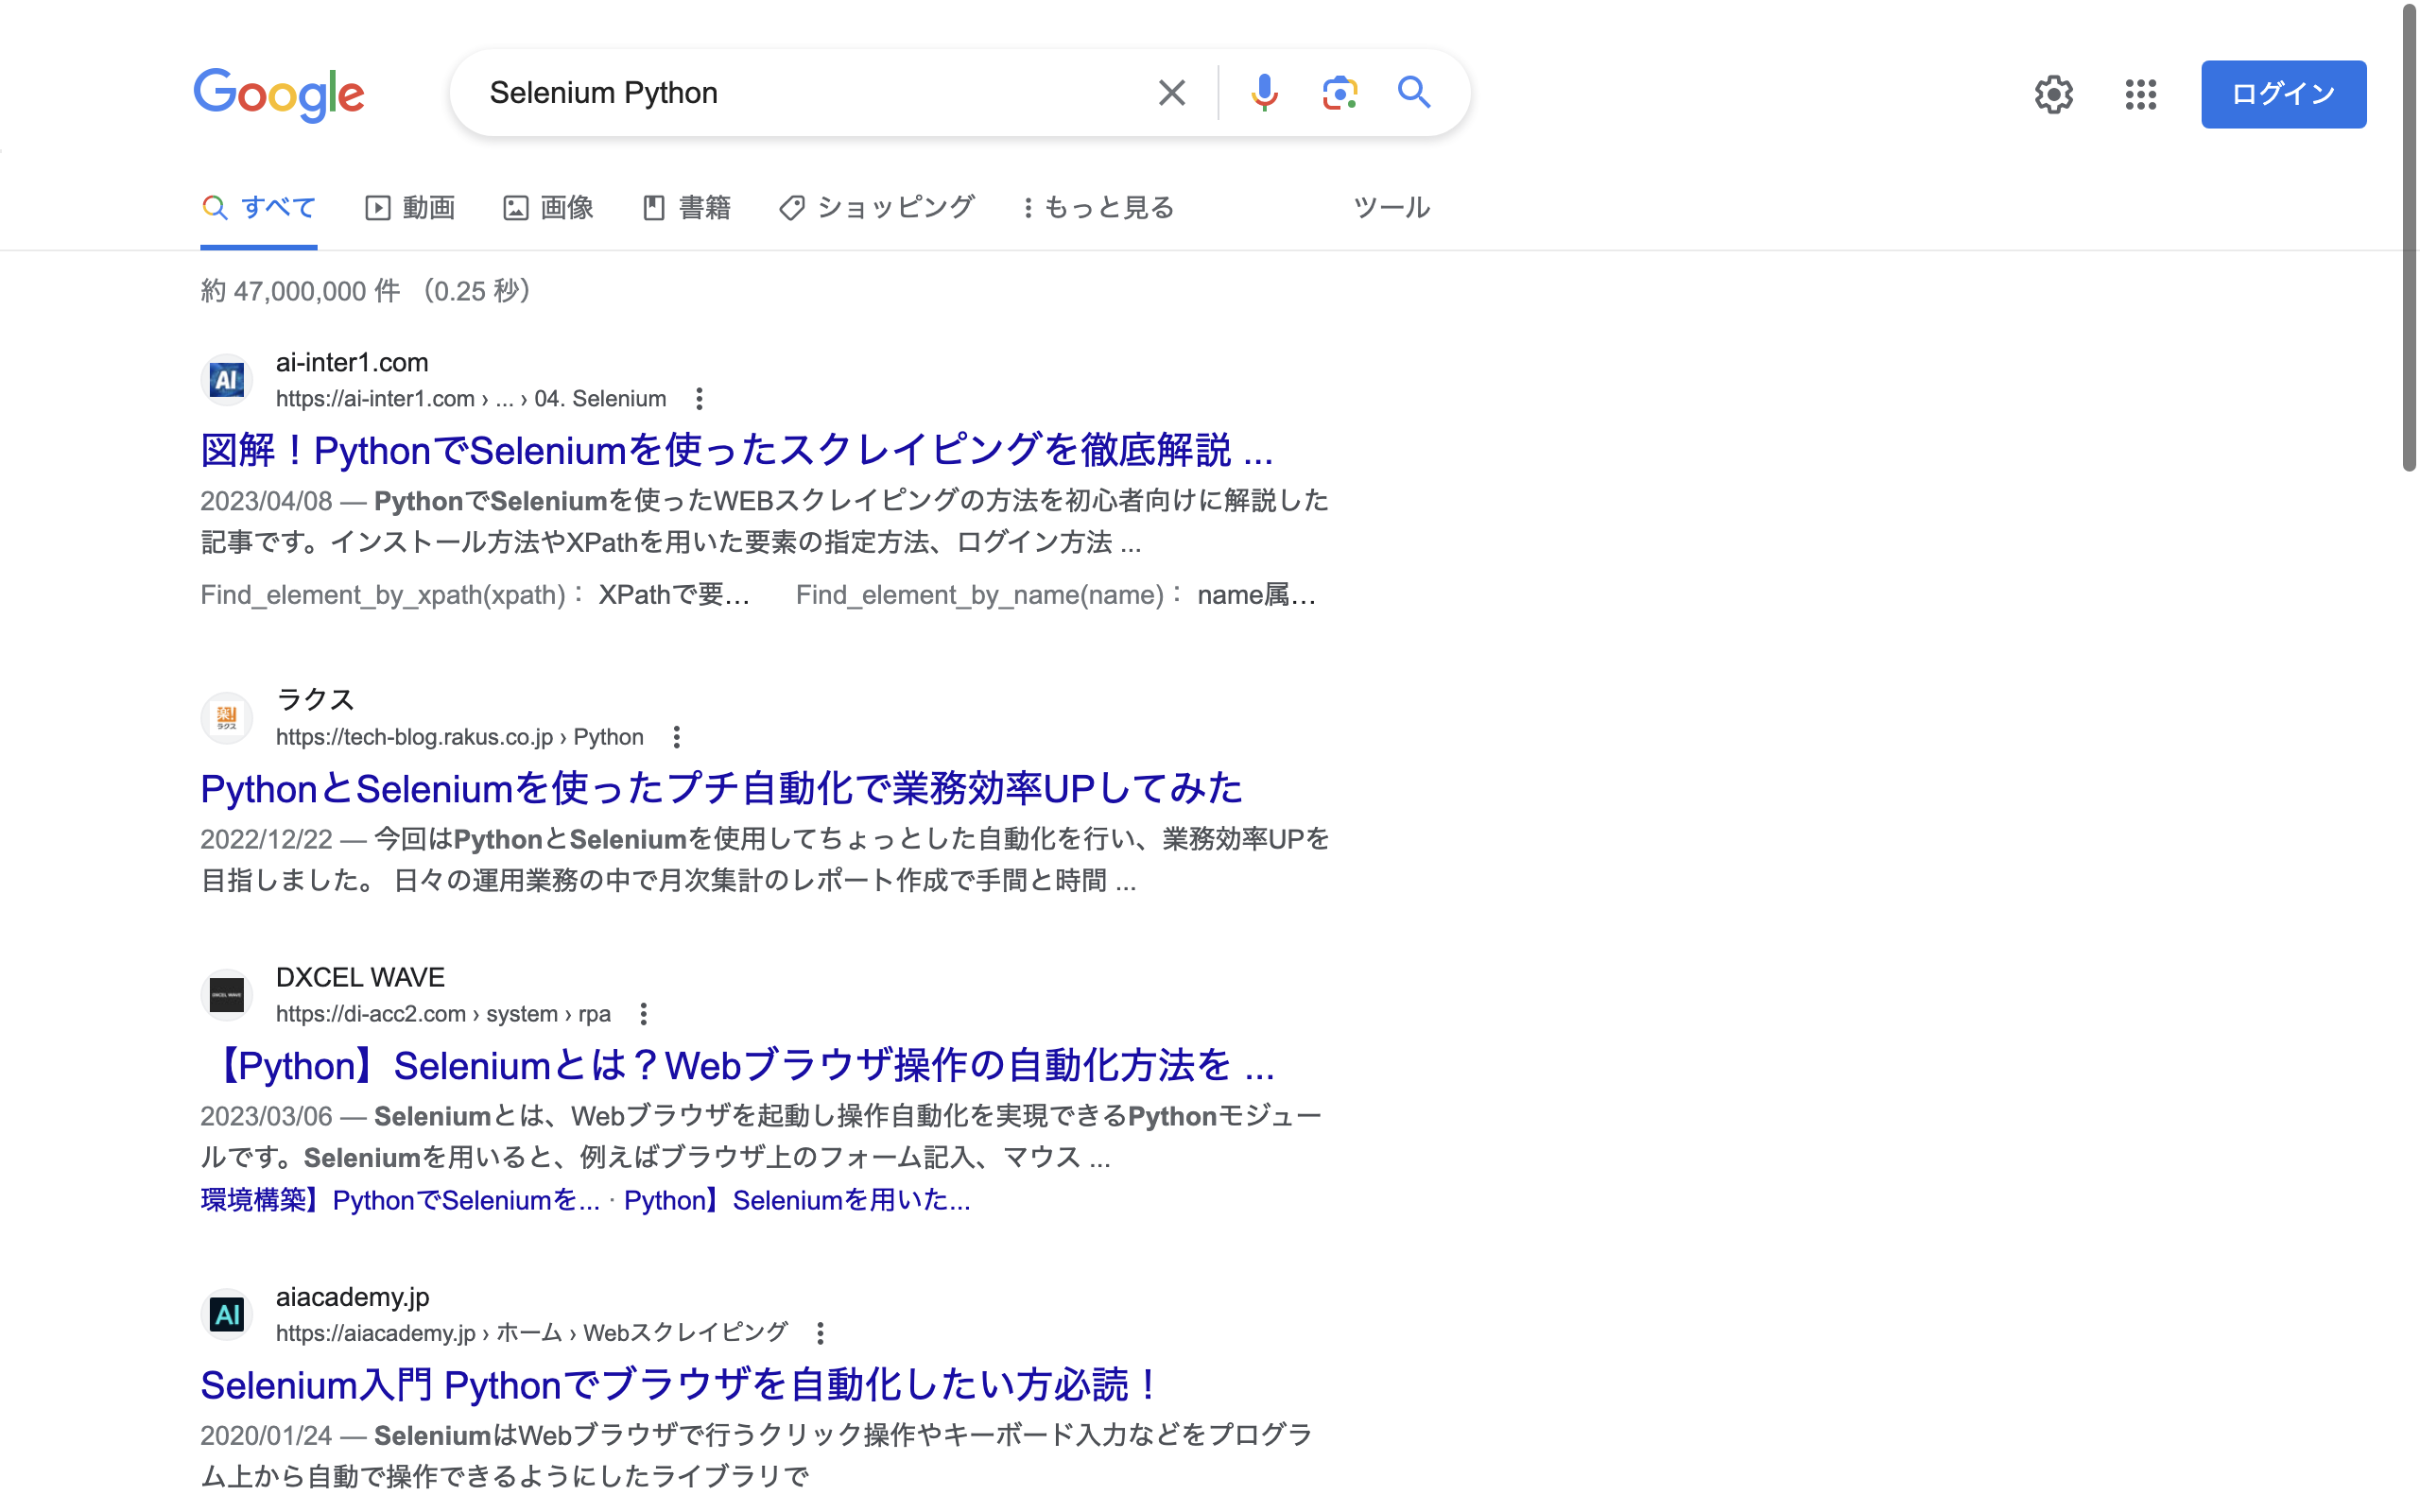 Google
Selenium Python
ログイン
すべて 動画 画像 書籍 ショッピング もっと見る ツール
約 47,000,000 件 （0.25 秒）
AI
ai-inter1.com
https://ai-inter1.com › ... › 04. Selenium
図解！PythonでSeleniumを使ったスクレイピングを徹底解説 ...
2023/04/08 — PythonでSeleniumを使ったWEBスクレイピングの方法を初心者向けに解説した
記事です。インストール方法やXPathを用いた要素の指定方法、ログイン方法 ...
Find_element_by_xpath(xpath)： XPathで要… Find_element_by_name(name)： name属…
楽!
ラクス
ラクス
https://tech-blog.rakus.co.jp › Python
PythonとSeleniumを使ったプチ自動化で業務効率UPしてみた
2022/12/22 — 今回はPythonとSeleniumを使用してちょっとした自動化を行い、業務効率UPを
目指しました。 日々の運用業務の中で月次集計のレポート作成で手間と時間 ...
DXCEL WAVE
DXCEL WAVE
https://di-acc2.com › system › rpa
【Python】Seleniumとは？Webブラウザ操作の自動化方法を ...
2023/03/06 — Seleniumとは、Webブラウザを起動し操作自動化を実現できるPythonモジュー
ルです。Seleniumを用いると、例えばブラウザ上のフォーム記入、マウス ...
環境構築】PythonでSeleniumを... · Python】Seleniumを用いた...
AI
aiacademy.jp
https://aiacademy.jp › ホーム › Webスクレイピング
Selenium入門 Pythonでブラウザを自動化したい方必読！
2020/01/24 — SeleniumはWebブラウザで行うクリック操作やキーボード入力などをプログラ
ム上から自動で操作できるようにしたライブラリで